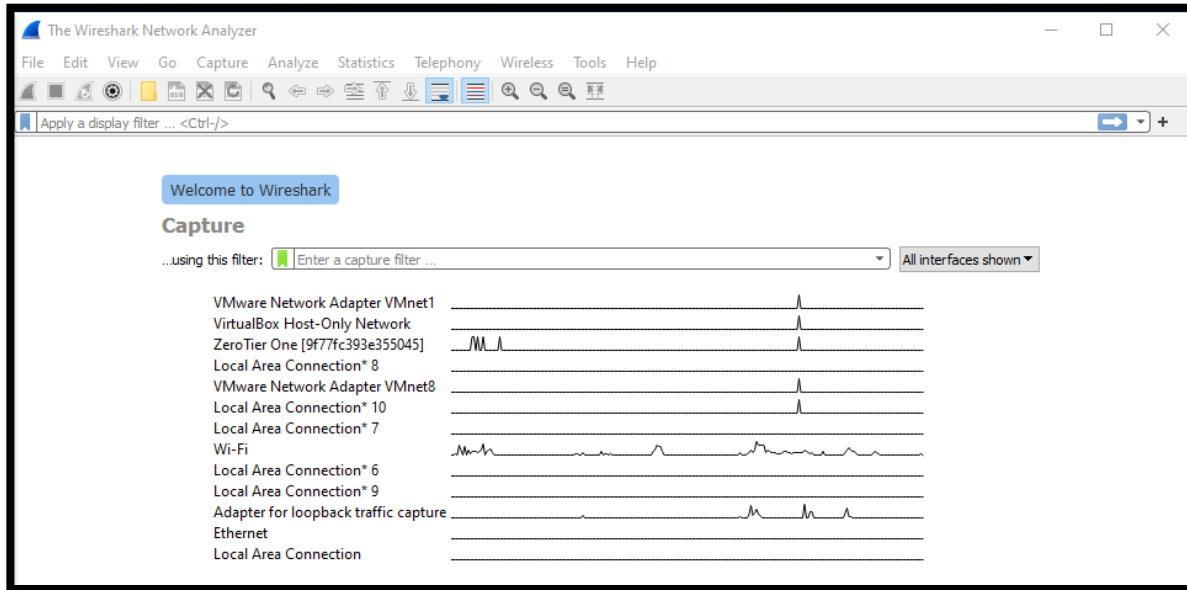 The Wireshark Network Analyzer
File Edit View Go Capture Analyze Statistics Telephony Wireless Tools Help
Apply a display filter ... <Ctrl-/>
Welcome to Wireshark
Capture
...using this filter: Enter a capture filter ... All interfaces shown
VMware Network Adapter VMnet1
VirtualBox Host-Only Network
ZeroTier One [9f77fc393e355045]
Local Area Connection* 8
VMware Network Adapter VMnet8
Local Area Connection* 10
Local Area Connection* 7
Wi-Fi
Local Area Connection* 6
Local Area Connection* 9
Adapter for loopback traffic capture
Ethernet
Local Area Connection